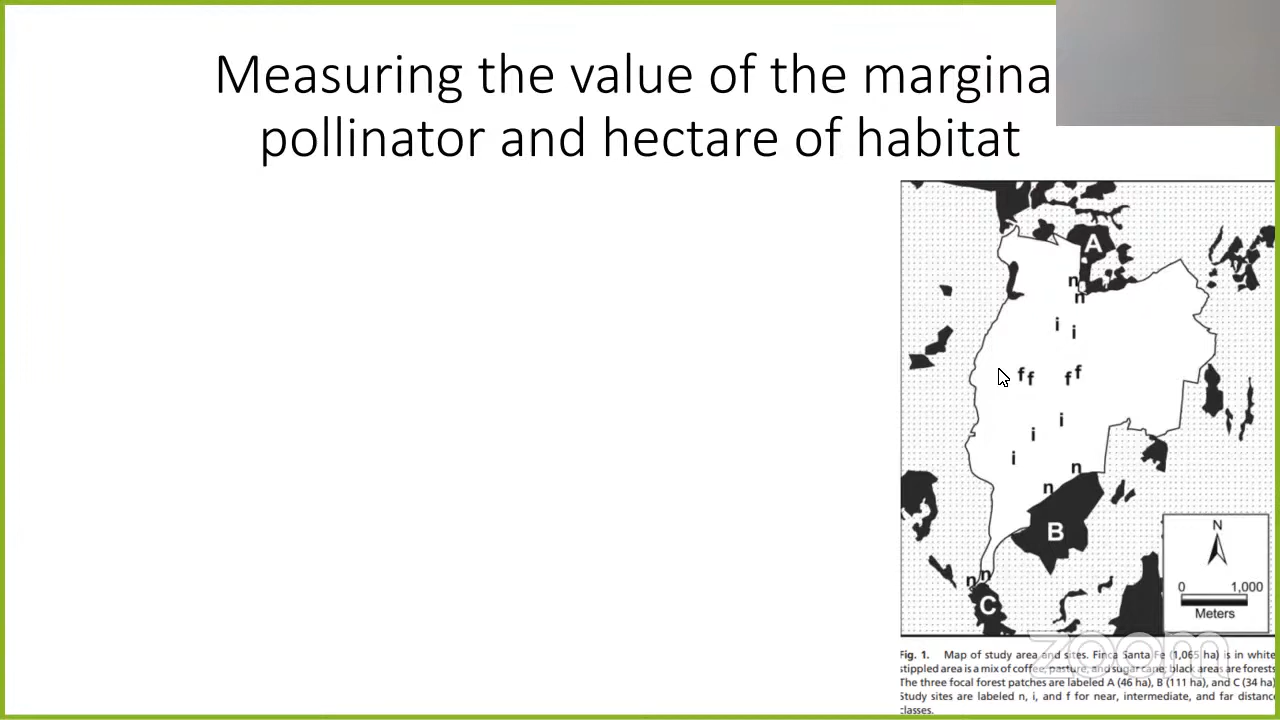 Measuring the value of the margina
pollinator and hectare of habitat
A
n
n
i i
f f f f
i
i
i
n
n
B
n n
C
N
0 1,000
Meters
zoom
Fig. 1. Map of study area and sites. Finca Santa Fe (1,065 ha) is in white
stippled area is a mix of coffee, pasture, and sugar cane; black areas are forests
The three focal forest patches are labeled A (46 ha), B (111 ha), and C (34 ha)
Study sites are labeled n, i, and f for near, intermediate, and far distanc
classes.